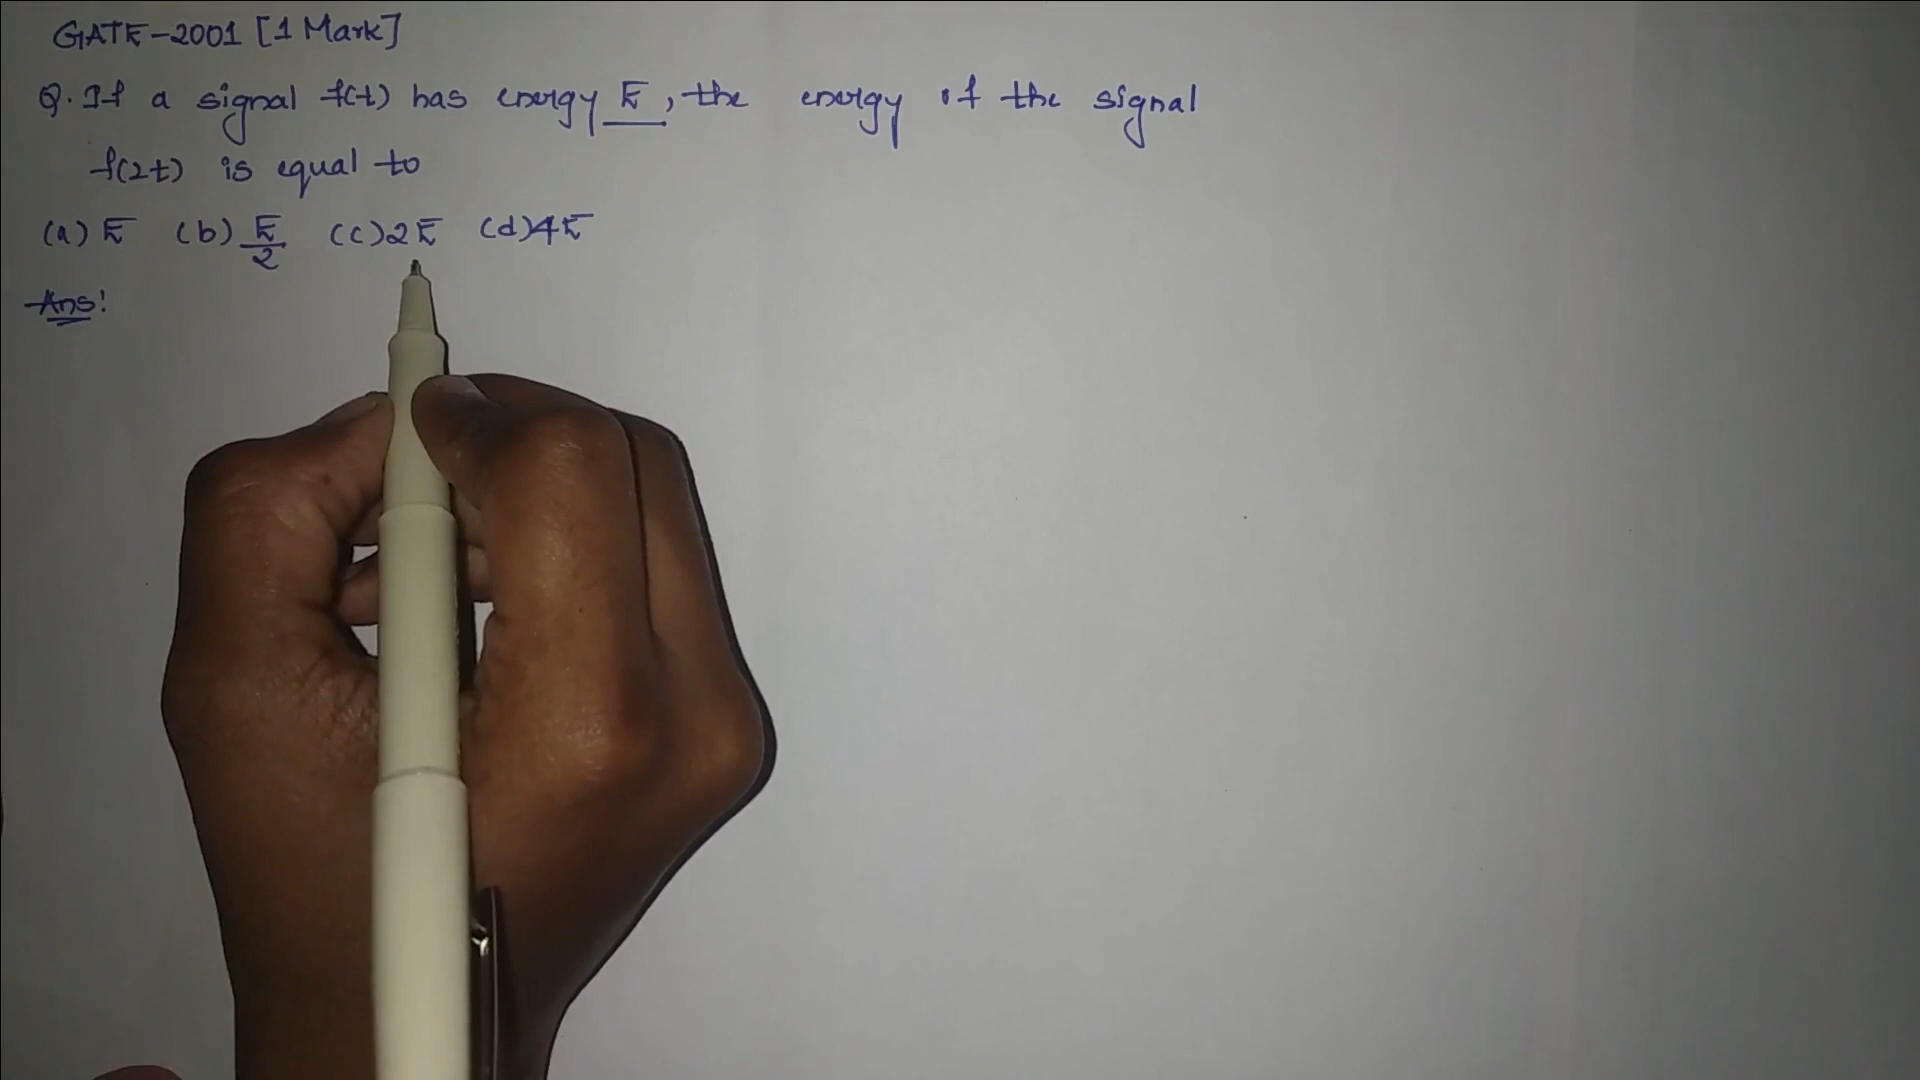 GATE-2001 [1 Mark]
Q. If a signal f(t) has energy E, the energy of the signal
f(2t) is equal to
(a) E (b) E/2 (c) 2E (d) 4E
Ans: